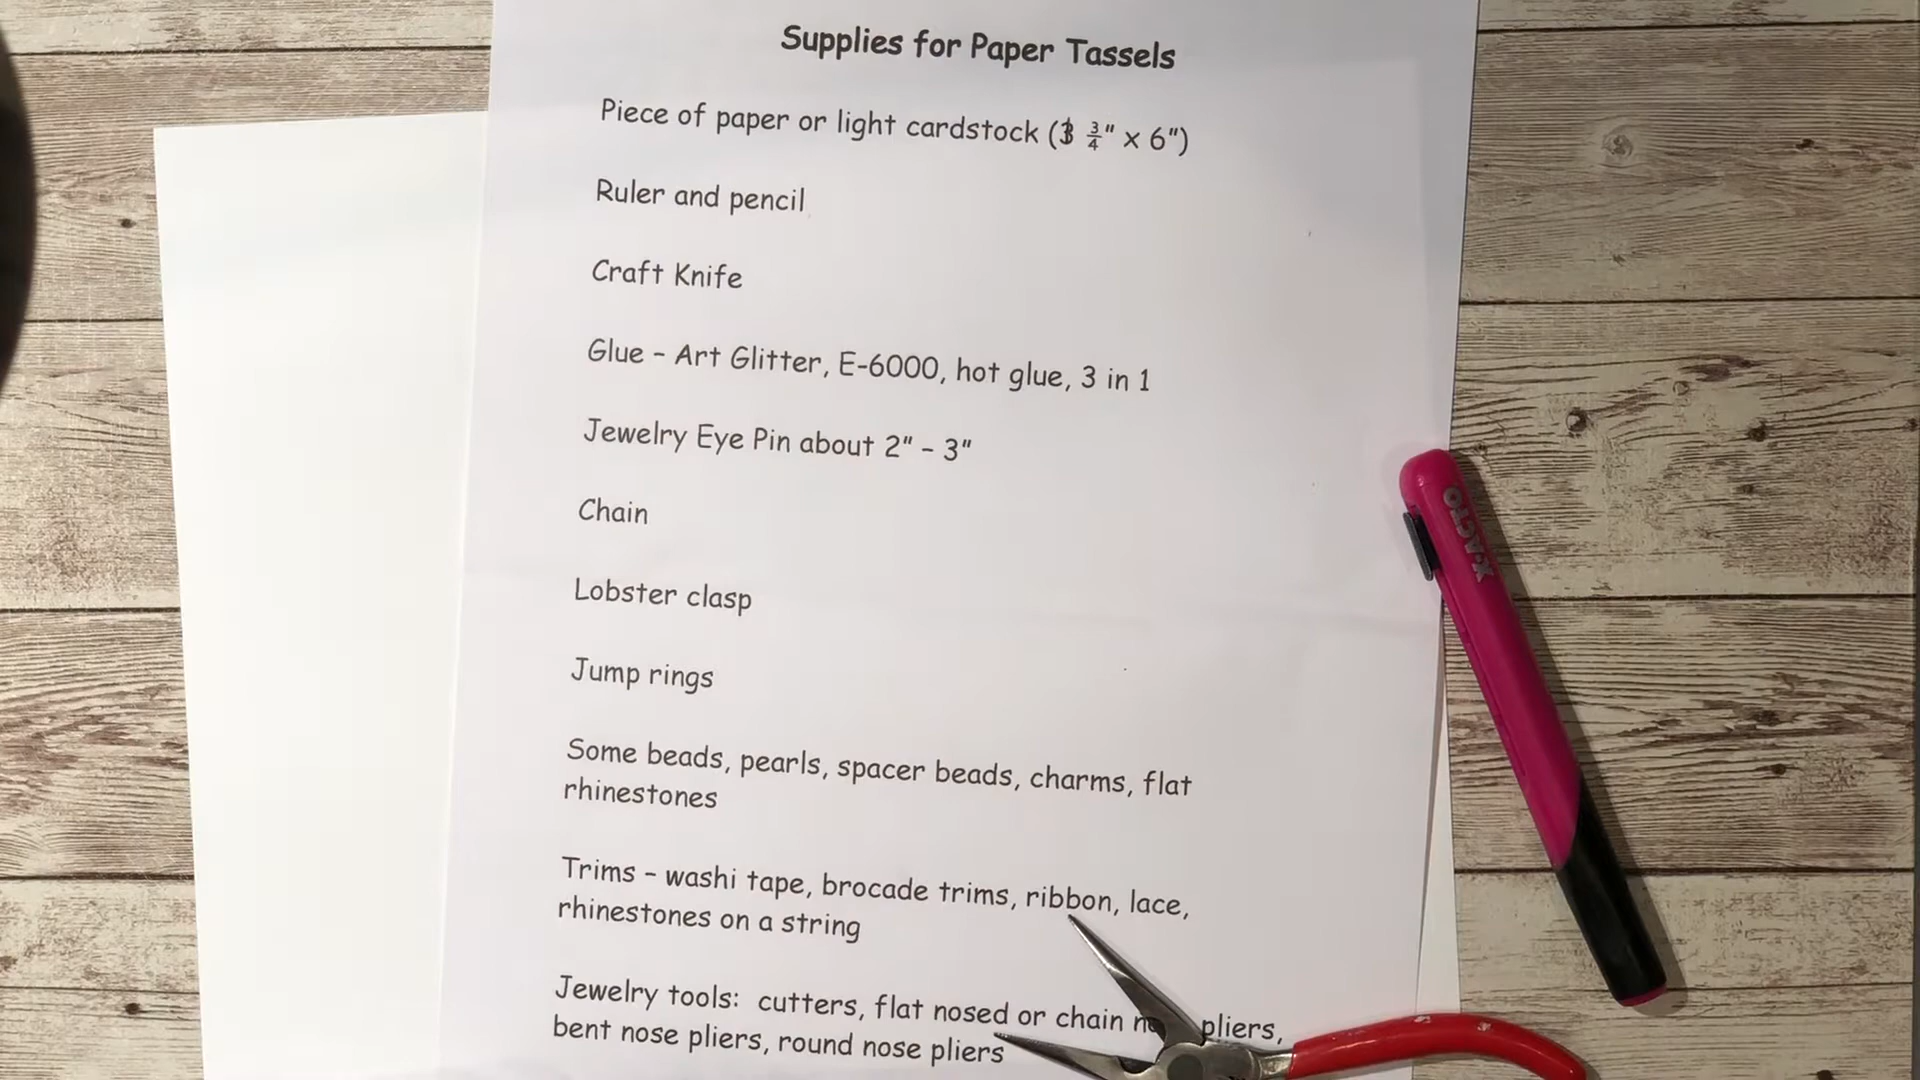 Supplies for Paper Tassels
Piece of paper or light cardstock ( ¾" x 6")
Ruler and pencil
Craft Knife
Glue – Art Glitter, E-6000, hot glue, 3 in 1
Jewelry Eye Pin about 2" – 3"
Chain
Lobster clasp
Jump rings
Some beads, pearls, spacer beads, charms, flat
rhinestones
Trims – washi tape, brocade trims, ribbon, lace,
rhinestones on a string
Jewelry tools: cutters, flat nosed or chain pliers,
bent nose pliers, round nose pliers
X-ACTO